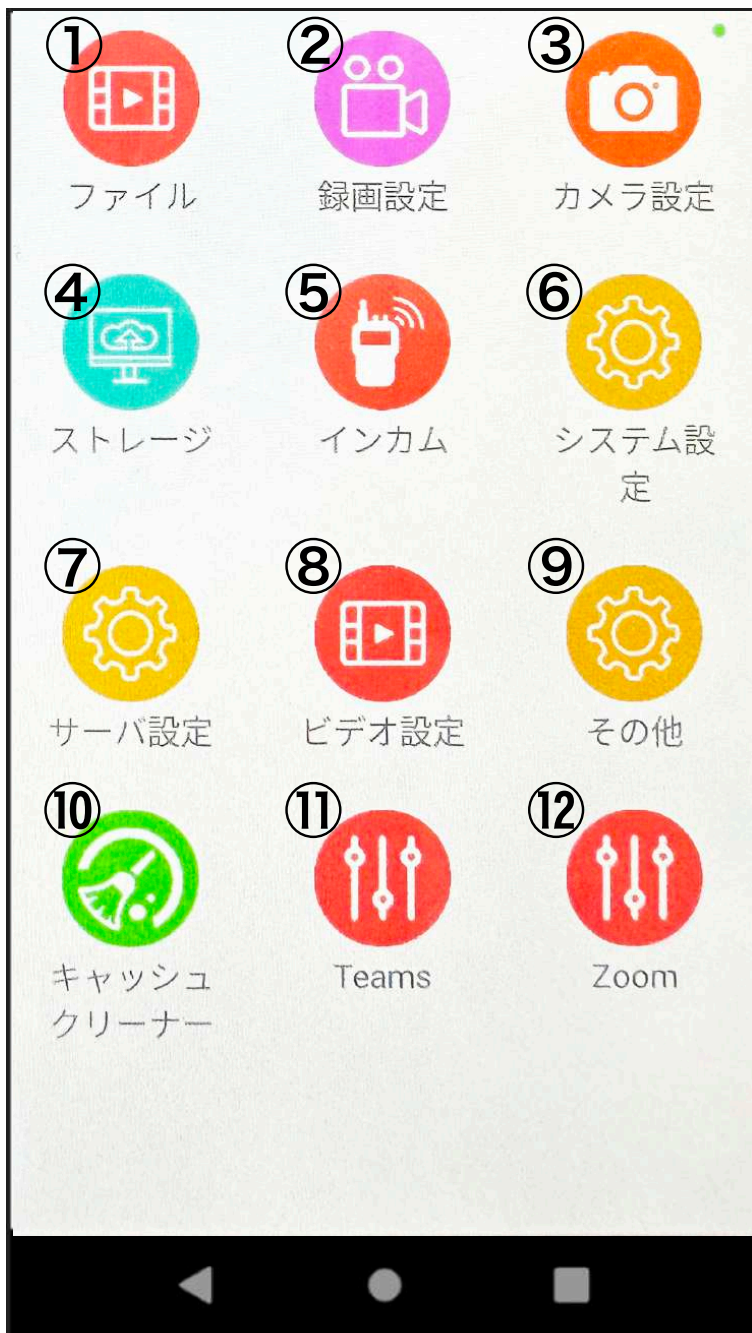 ① ② ③
ファイル 録画設定 カメラ設定
④ ⑤ ⑥
ストレージ インカム システム設
定
⑦ ⑧ ⑨
サーバ設定 ビデオ設定 その他
⑩ ⑪ ⑫
キャッシュ Teams Zoom
クリーナー